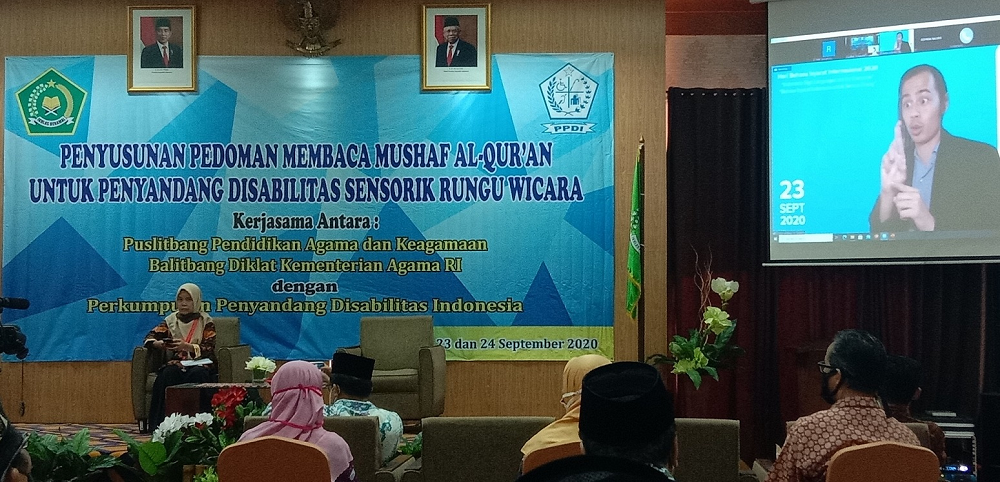 PENYUSUNAN PEDOMAN MEMBACA MUSHAF AL-QUR'AN
UNTUK PENYANDANG DISABILITAS SENSORIK RUNGU WICARA
Kerjasama Antara :
Puslitbang Pendidikan Agama dan Keagamaan
Balitbang Diklat Kementerian Agama RI
dengan
Penyandang Disabilitas Indonesia
23 dan 24 September 2020
PPDI
R
23
SEPT
2020